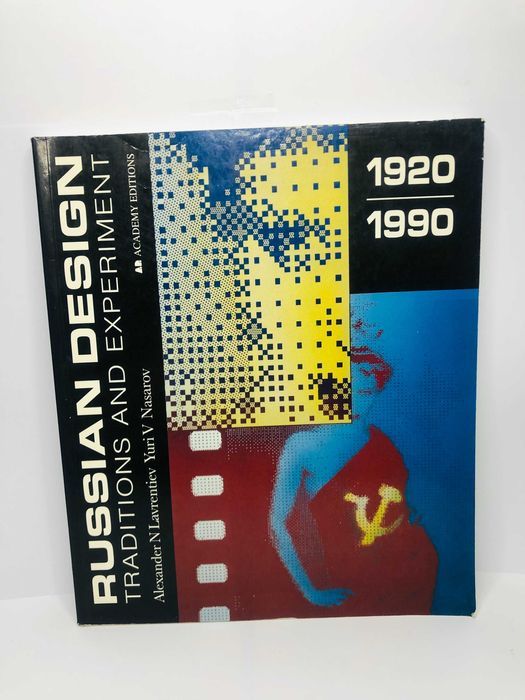 RUSSIAN DESIGN
TRADITIONS AND EXPERIMENT
ACADEMY EDITIONS
Alexander N Lavrentiev Yuri V Nasarov
1920
1990